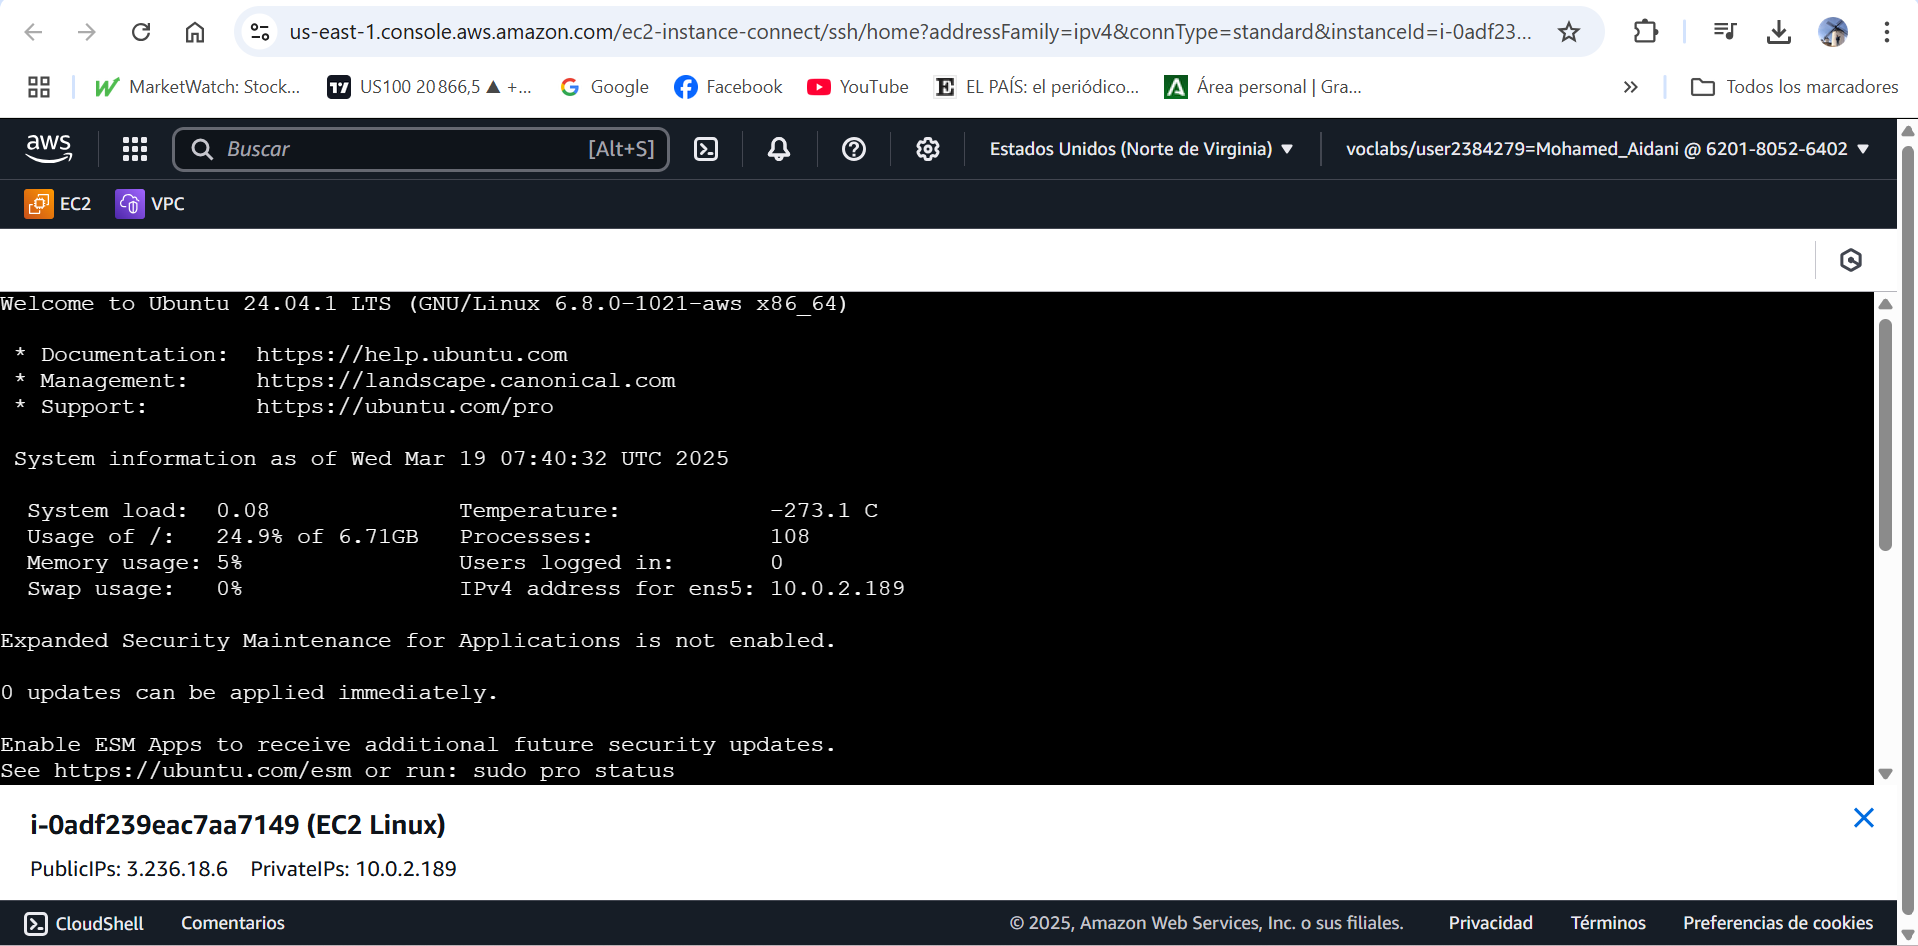 us-east-1.console.aws.amazon.com/ec2-instance-connect/ssh/home?addressFamily=ipv4&connType=standard&instanceId=i-0adf23...
MarketWatch: Stock... US100 20 866,5 ▲ +... Google Facebook YouTube EL PAÍS: el periódico... Área personal | Gra... » Todos los marcadores
aws Buscar [Alt+S] Estados Unidos (Norte de Virginia) ▼ voclabs/user2384279=Mohamed_Aidani @ 6201-8052-6402 ▼
EC2 VPC
Welcome to Ubuntu 24.04.1 LTS (GNU/Linux 6.8.0-1021-aws x86_64)
* Documentation: https://help.ubuntu.com
* Management: https://landscape.canonical.com
* Support: https://ubuntu.com/pro
System information as of Wed Mar 19 07:40:32 UTC 2025
System load: 0.08 Temperature: -273.1 C
Usage of /: 24.9% of 6.71GB Processes: 108
Memory usage: 5% Users logged in: 0
Swap usage: 0% IPv4 address for ens5: 10.0.2.189
Expanded Security Maintenance for Applications is not enabled.
0 updates can be applied immediately.
Enable ESM Apps to receive additional future security updates.
See https://ubuntu.com/esm or run: sudo pro status
i-0adf239eac7aa7149 (EC2 Linux)
PublicIPs: 3.236.18.6 PrivateIPs: 10.0.2.189
CloudShell Comentarios © 2025, Amazon Web Services, Inc. o sus filiales. Privacidad Términos Preferencias de cookies